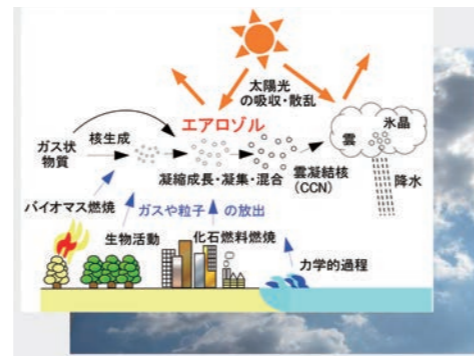 太陽光
の吸収・散乱
エアロゾル
氷晶
雲
核生成
ガス状
物質
凝縮成長・凝集・混合
雲凝結核
(CCN)
降水
バイオマス燃焼
ガスや粒子 の放出
生物活動
化石燃料燃焼
力学的過程